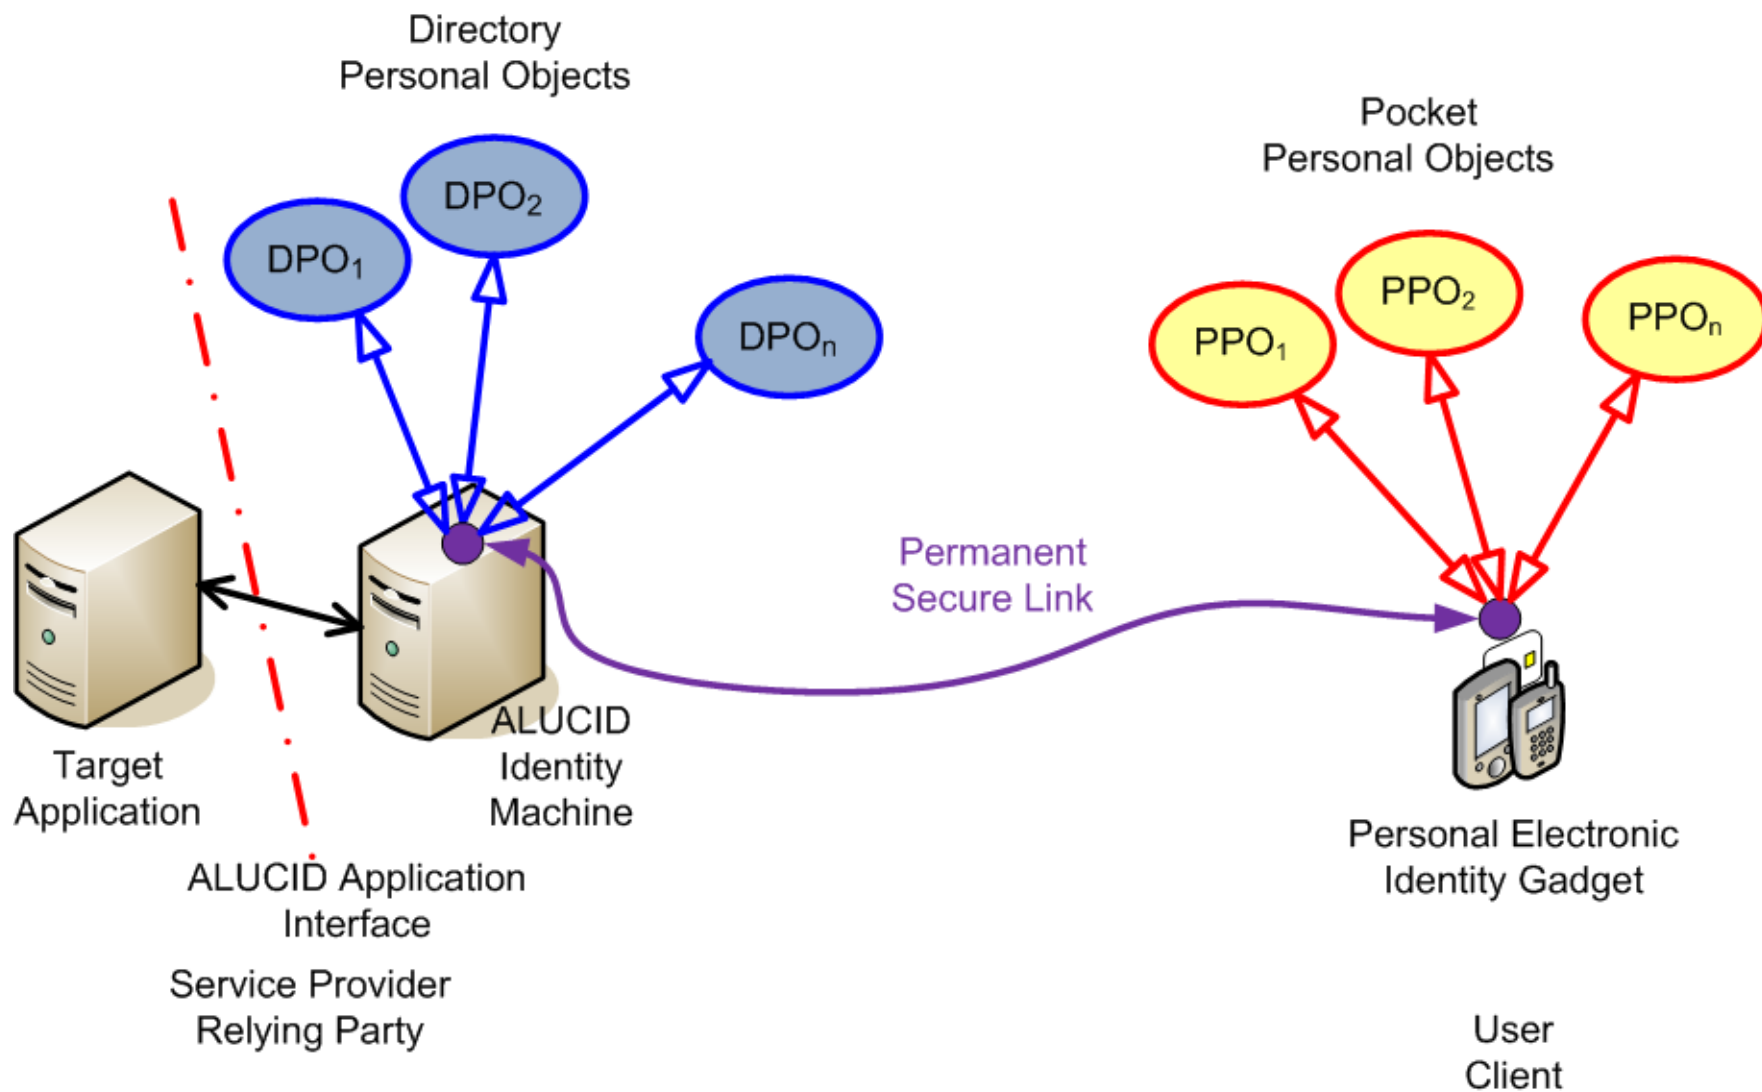 Directory
Personal Objects
Pocket
Personal Objects
DPO₁
DPO₂
DPOₙ
PPO₁
PPO₂
PPOₙ
Permanent
Secure Link
Target
Application
ALUCID
Identity
Machine
Personal Electronic
Identity Gadget
ALUCID Application
Interface
Service Provider
Relying Party
User
Client